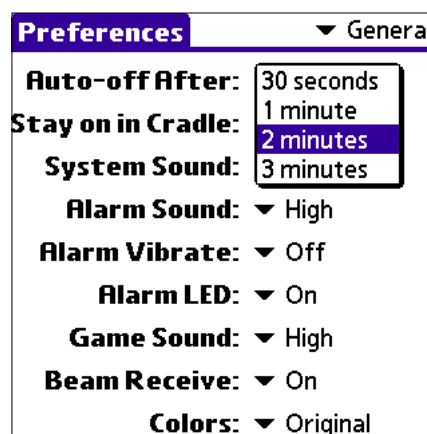 Preferences
Genera
Auto-off After:
30 seconds
1 minute
Stay on in Cradle:
2 minutes
System Sound:
3 minutes
Alarm Sound: High
Alarm Vibrate: Off
Alarm LED: On
Game Sound: High
Beam Receive: On
Colors: Original